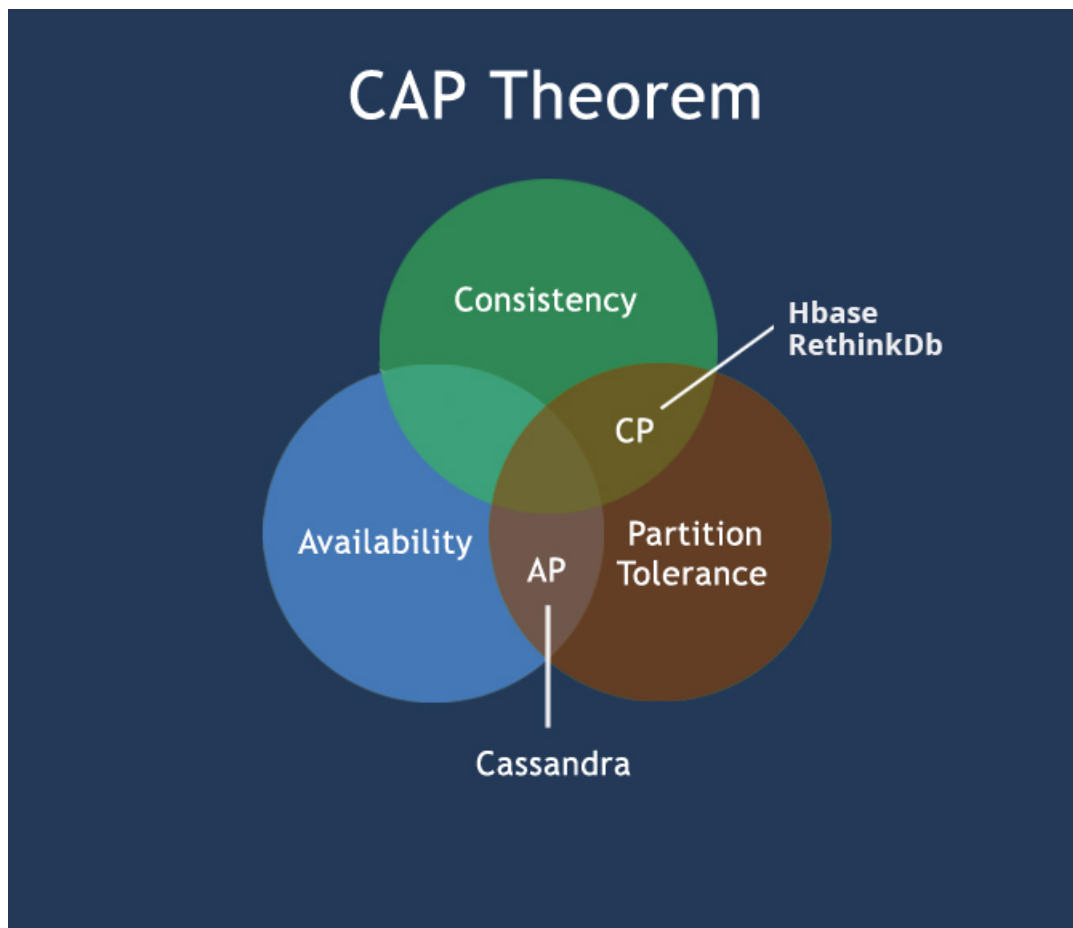 CAP Theorem
Consistency
Hbase
RethinkDb
CP
Availability
Partition
Tolerance
AP
Cassandra